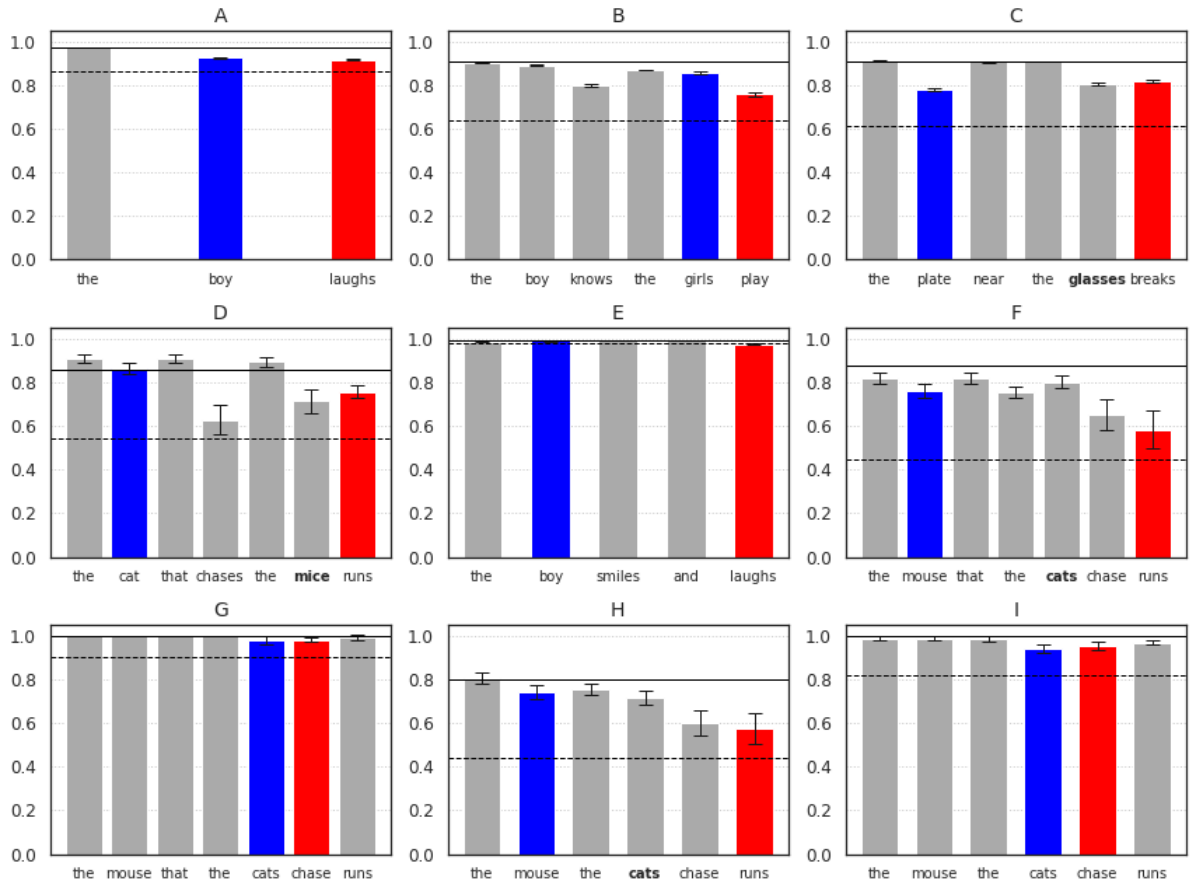 A B C
1.0 1.0 1.0
0.8 0.8 0.8
0.6 0.6 0.6
0.4 0.4 0.4
0.2 0.2 0.2
0.0 0.0 0.0
the boy laughs the boy knows the girls play the plate near the glasses breaks
D E F
1.0 1.0 1.0
0.8 0.8 0.8
0.6 0.6 0.6
0.4 0.4 0.4
0.2 0.2 0.2
0.0 0.0 0.0
the cat that chases the mice runs the boy smiles and laughs the mouse that the cats chase runs
G H I
1.0 1.0 1.0
0.8 0.8 0.8
0.6 0.6 0.6
0.4 0.4 0.4
0.2 0.2 0.2
0.0 0.0 0.0
the mouse that the cats chase runs the mouse the cats chase runs the mouse the cats chase runs